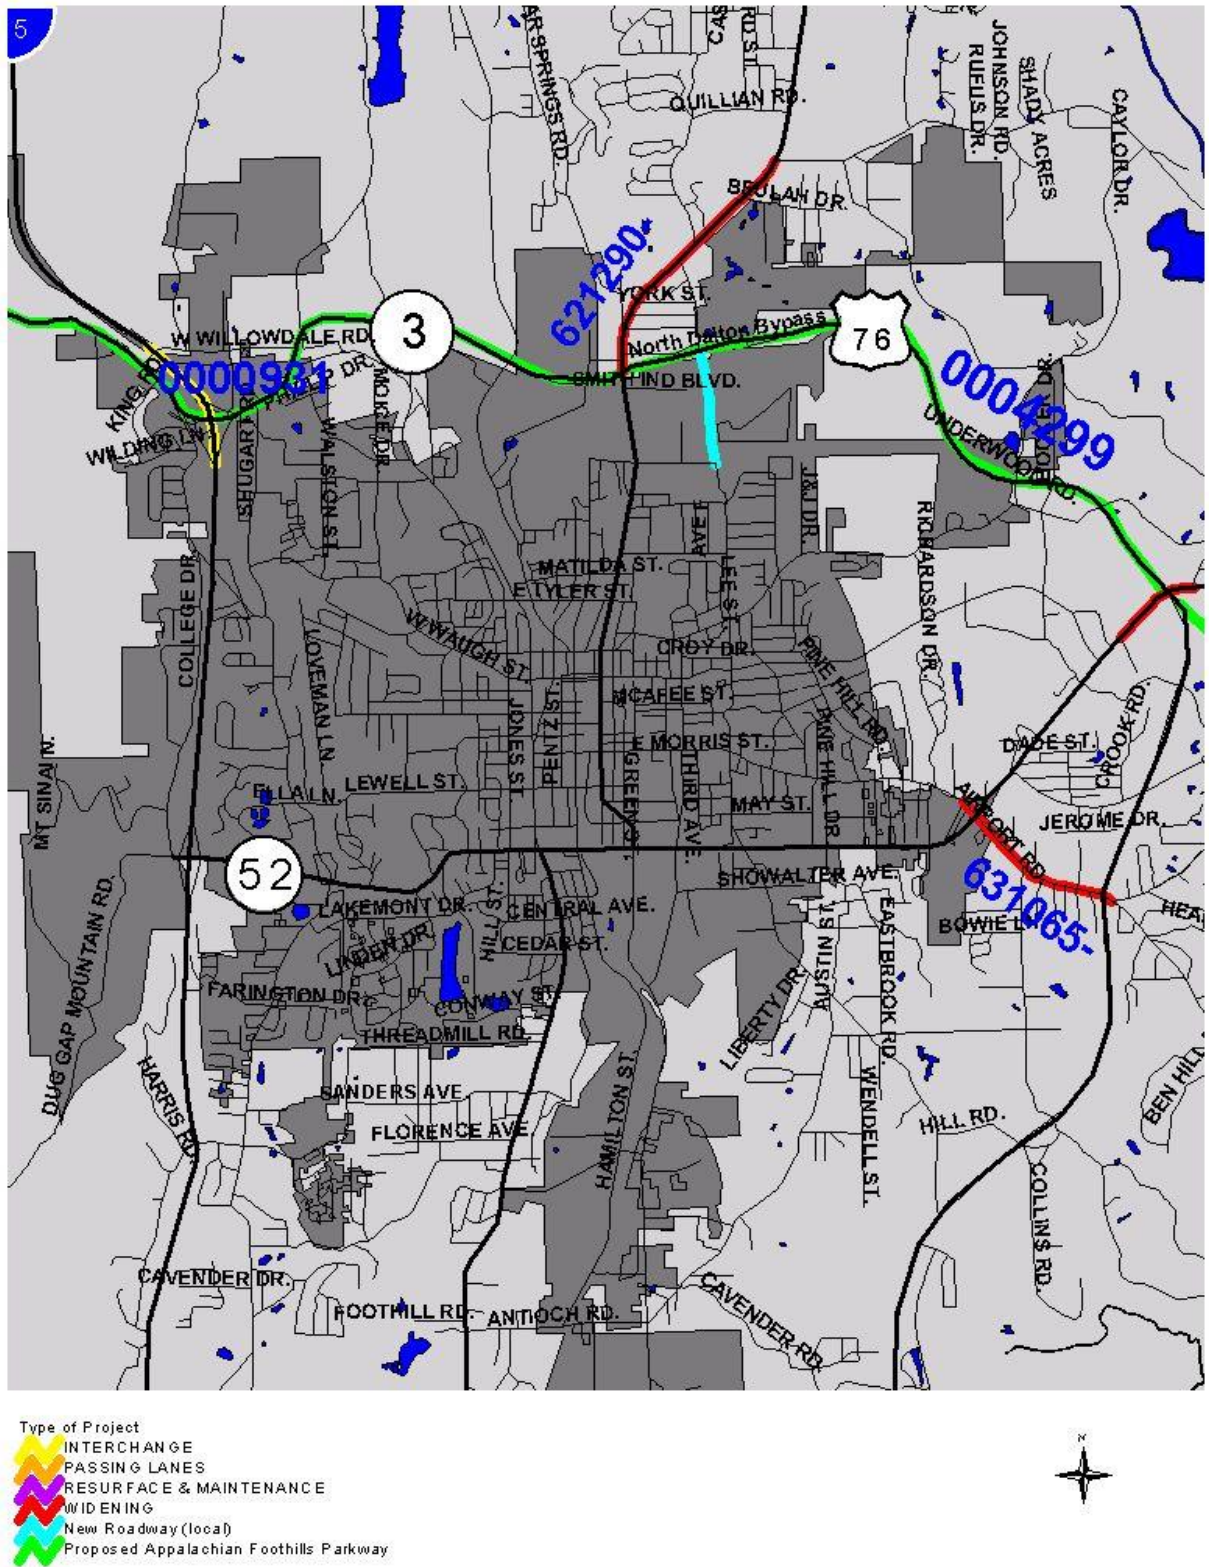 5
QUILLIAN RD.
JOHNSON RD.
RUFUS DR.
SHADY ACRES
CAYLOR DR.
BEULAH DR.
621290-
YORK ST.
North Dalton Bypass
W WILLOWDALE RD.
3
76
0000931
0004299
SMITH IND BLVD.
WILDING LN.
UNDERWOOD RD.
WALSTON ST.
J&J DR.
RICHARDSON DR.
AVE F
LEE ST.
MATILDA ST.
E TYLER ST.
COLLEGE DR.
W WAUGH ST.
LOVEMAN LN.
CROY DR.
PINE HILL RD.
MCAFEE ST.
JONES ST.
PENTZ ST.
E MORRIS ST.
DADE ST.
CROOK RD.
MT SINAI N.
ELLA LN.
LEWELL ST.
THIRD AVE.
MAY ST.
PINE HILL DR.
AIRPORT RD.
JEROME DR.
52
SHOWALTER AVE.
631065-
LAKEMONT DR.
HILL ST.
CENTRAL AVE.
CEDAR ST.
LINDEN DR.
AUSTIN ST.
EASTBROOK RD.
DUG GAP MOUNTAIN RD.
FARINGTON DR.
CONWAY ST.
LIBERTY DR.
THREADMILL RD.
HARRIS RD
SANDERS AVE
FLORENCE AVE.
HAMILTON ST.
WENDELL ST.
HILL RD.
BEN HILL
COLLINS RD.
CAVENDER DR.
FOOTHILL RD.
ANTIOCH RD.
CAVENDER RD.
Type of Project
INTERCHANGE
PASSING LANES
RESURFACE & MAINTENANCE
WIDENING
New Roadway (local)
Proposed Appalachian Foothills Parkway
N